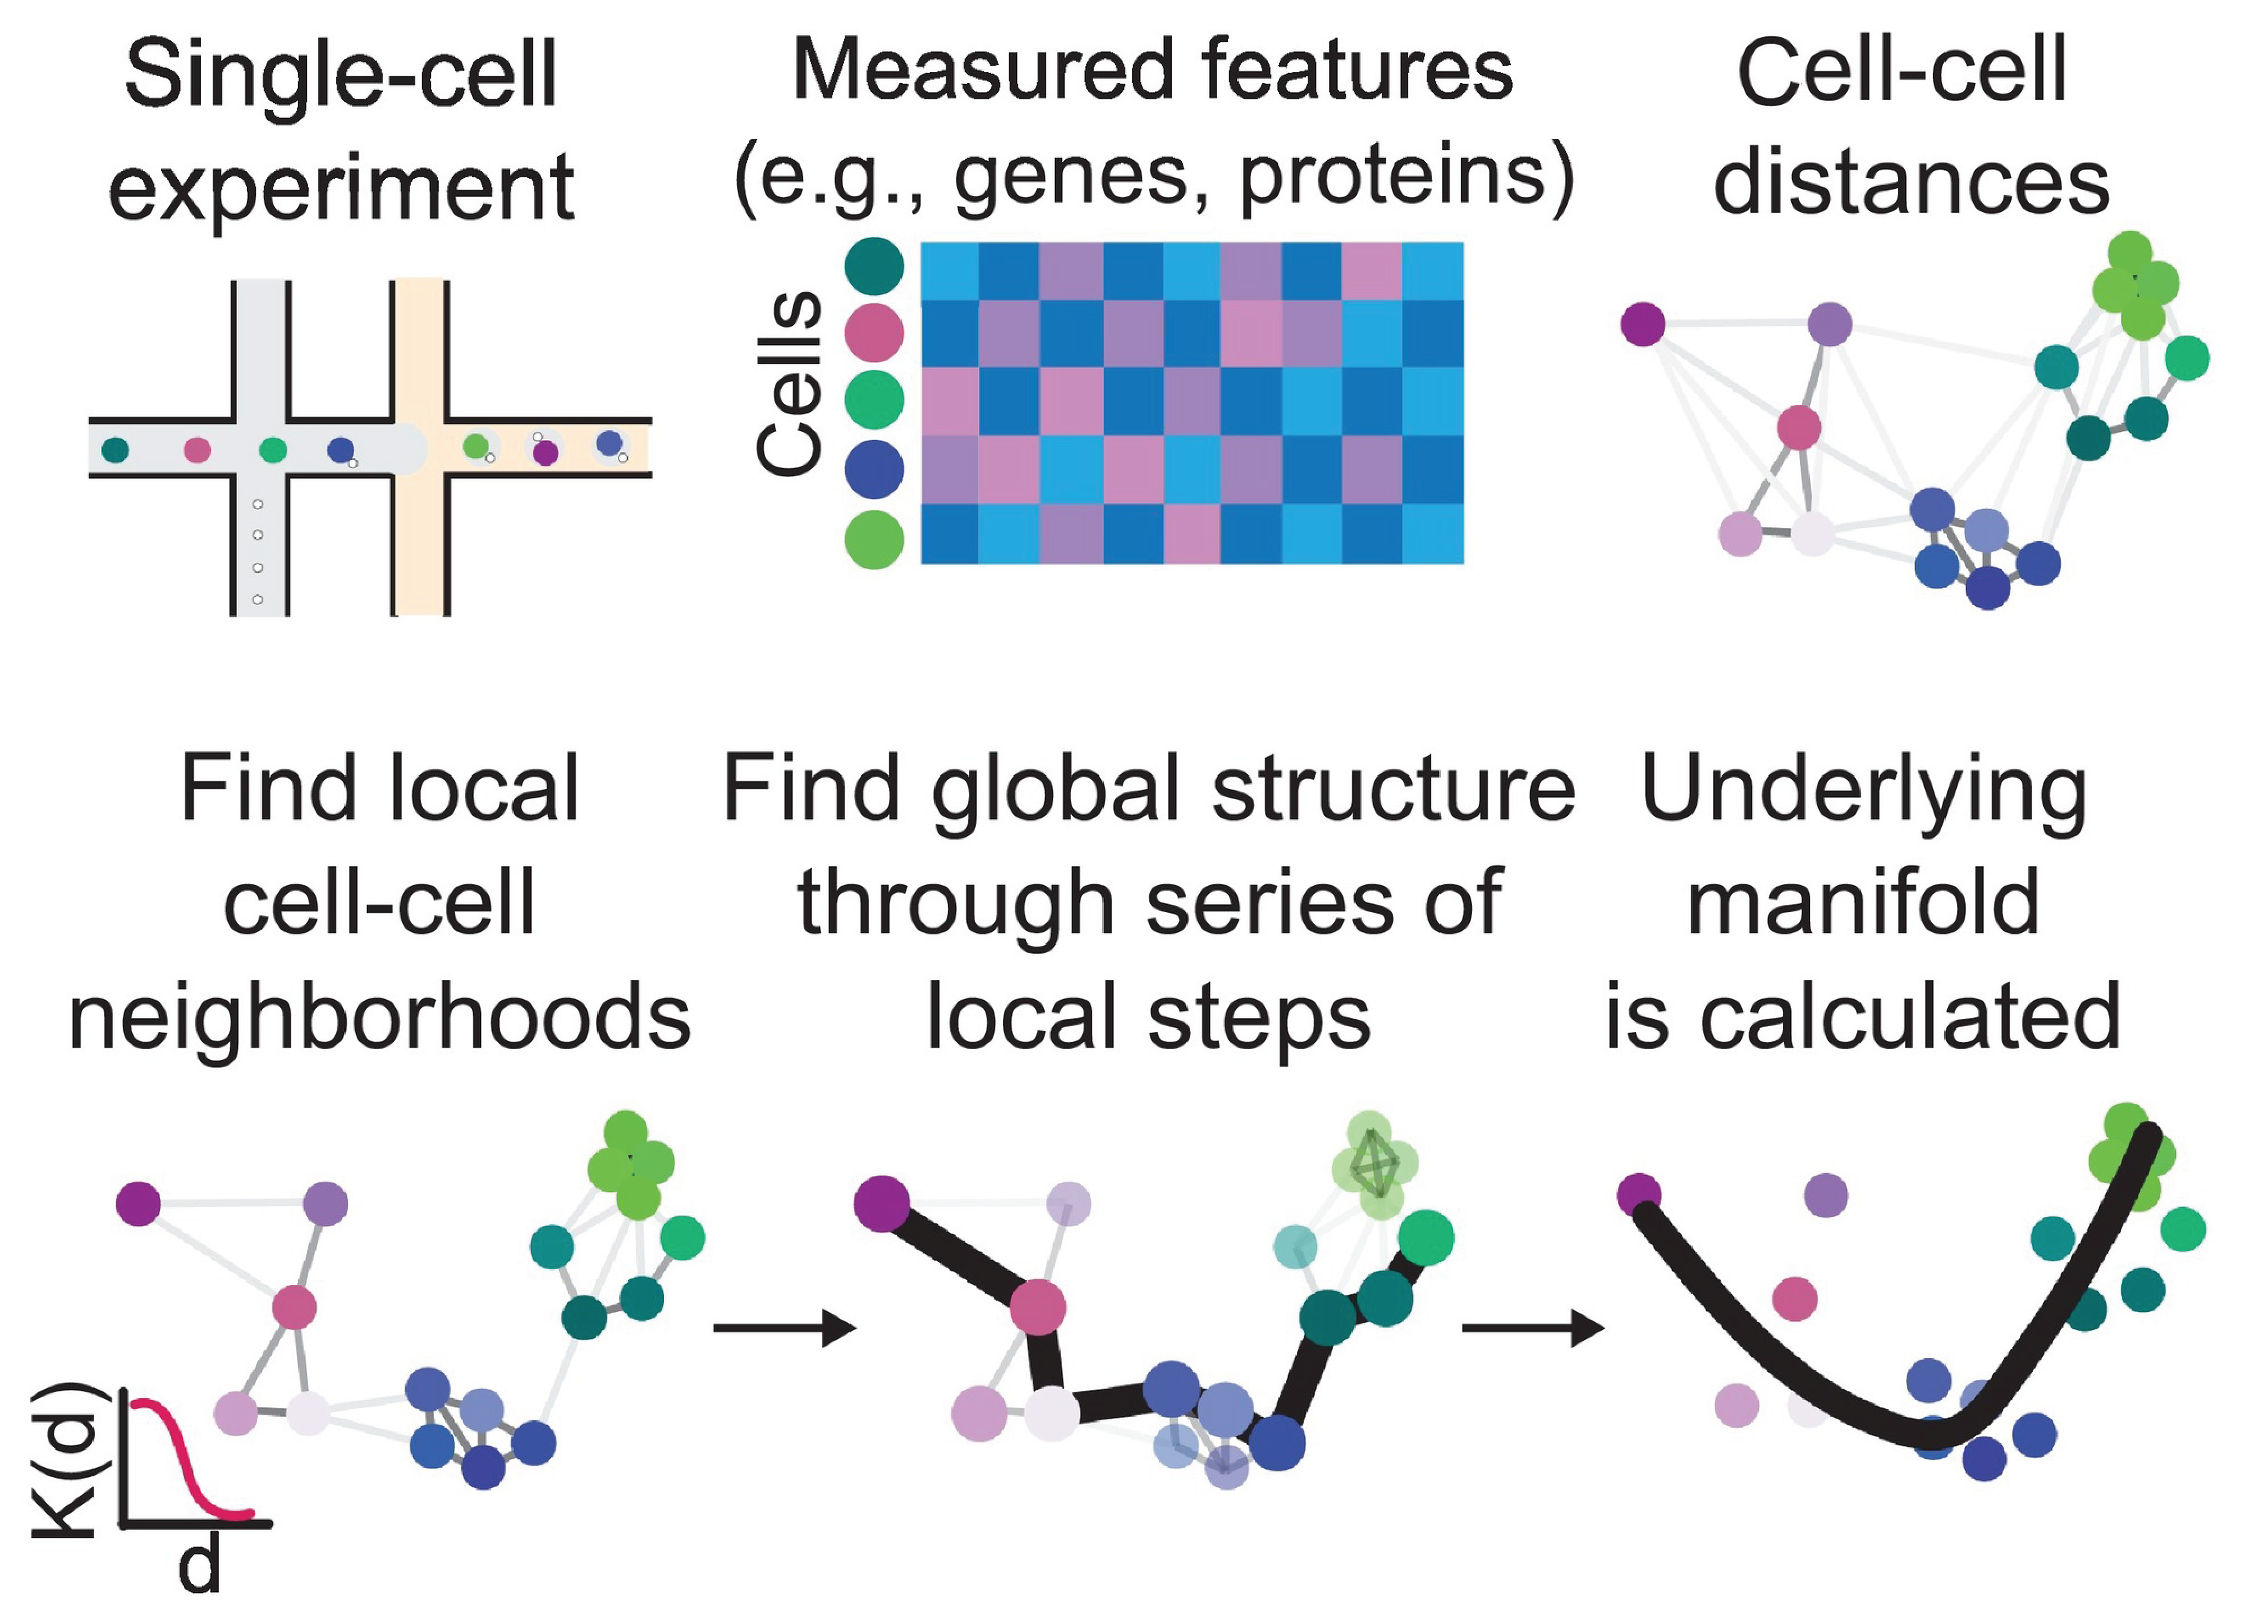 Single-cell
experiment
Measured features
(e.g., genes, proteins)
Cells
Cell-cell
distances
Find local
cell-cell
neighborhoods
K(d)
d
Find global structure
through series of
local steps
Underlying
manifold
is calculated